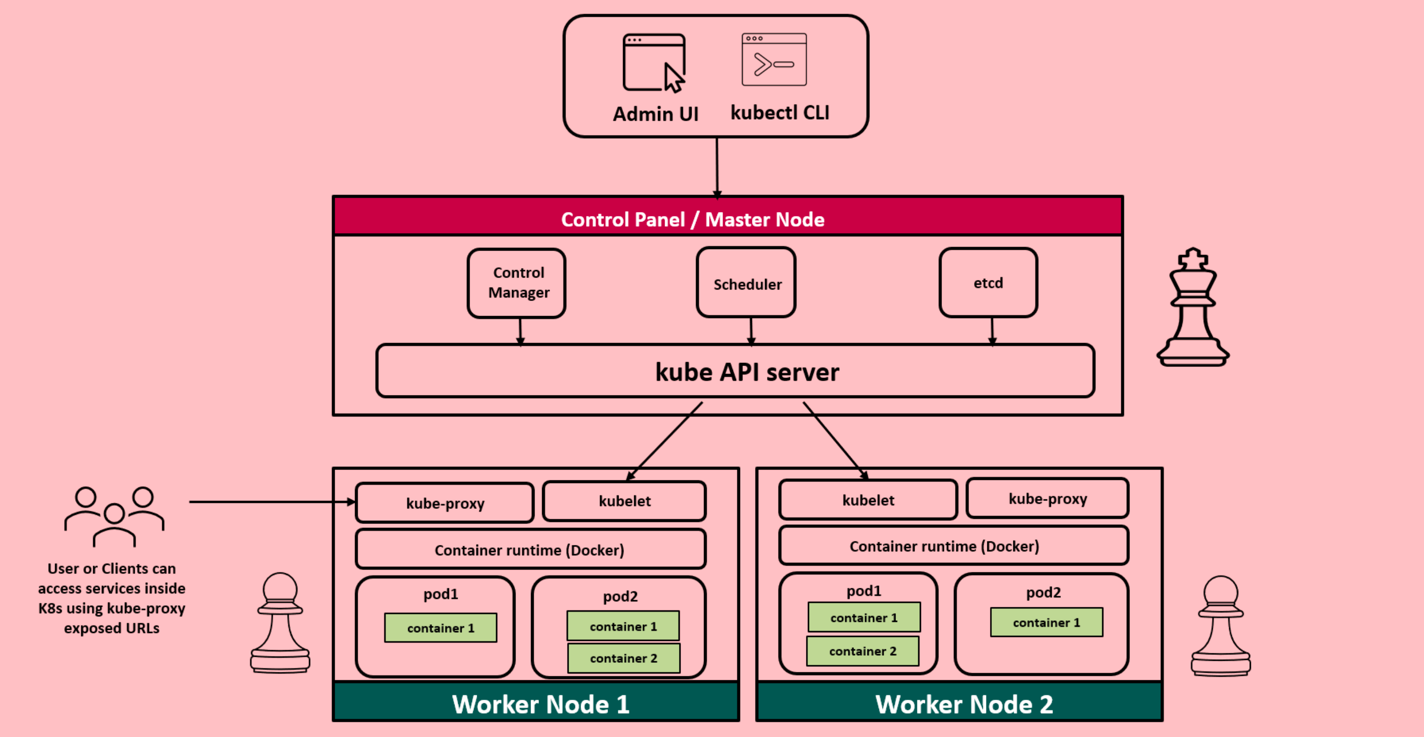 Admin UI
kubectl CLI
Control Panel / Master Node
Control
Manager
Scheduler
etcd
kube API server
kube-proxy
kubelet
kubelet
kube-proxy
Container runtime (Docker)
Container runtime (Docker)
User or Clients can
access services inside
K8s using kube-proxy
exposed URLs
pod1
container 1
pod2
container 1
container 2
pod1
container 1
container 2
pod2
container 1
Worker Node 1
Worker Node 2